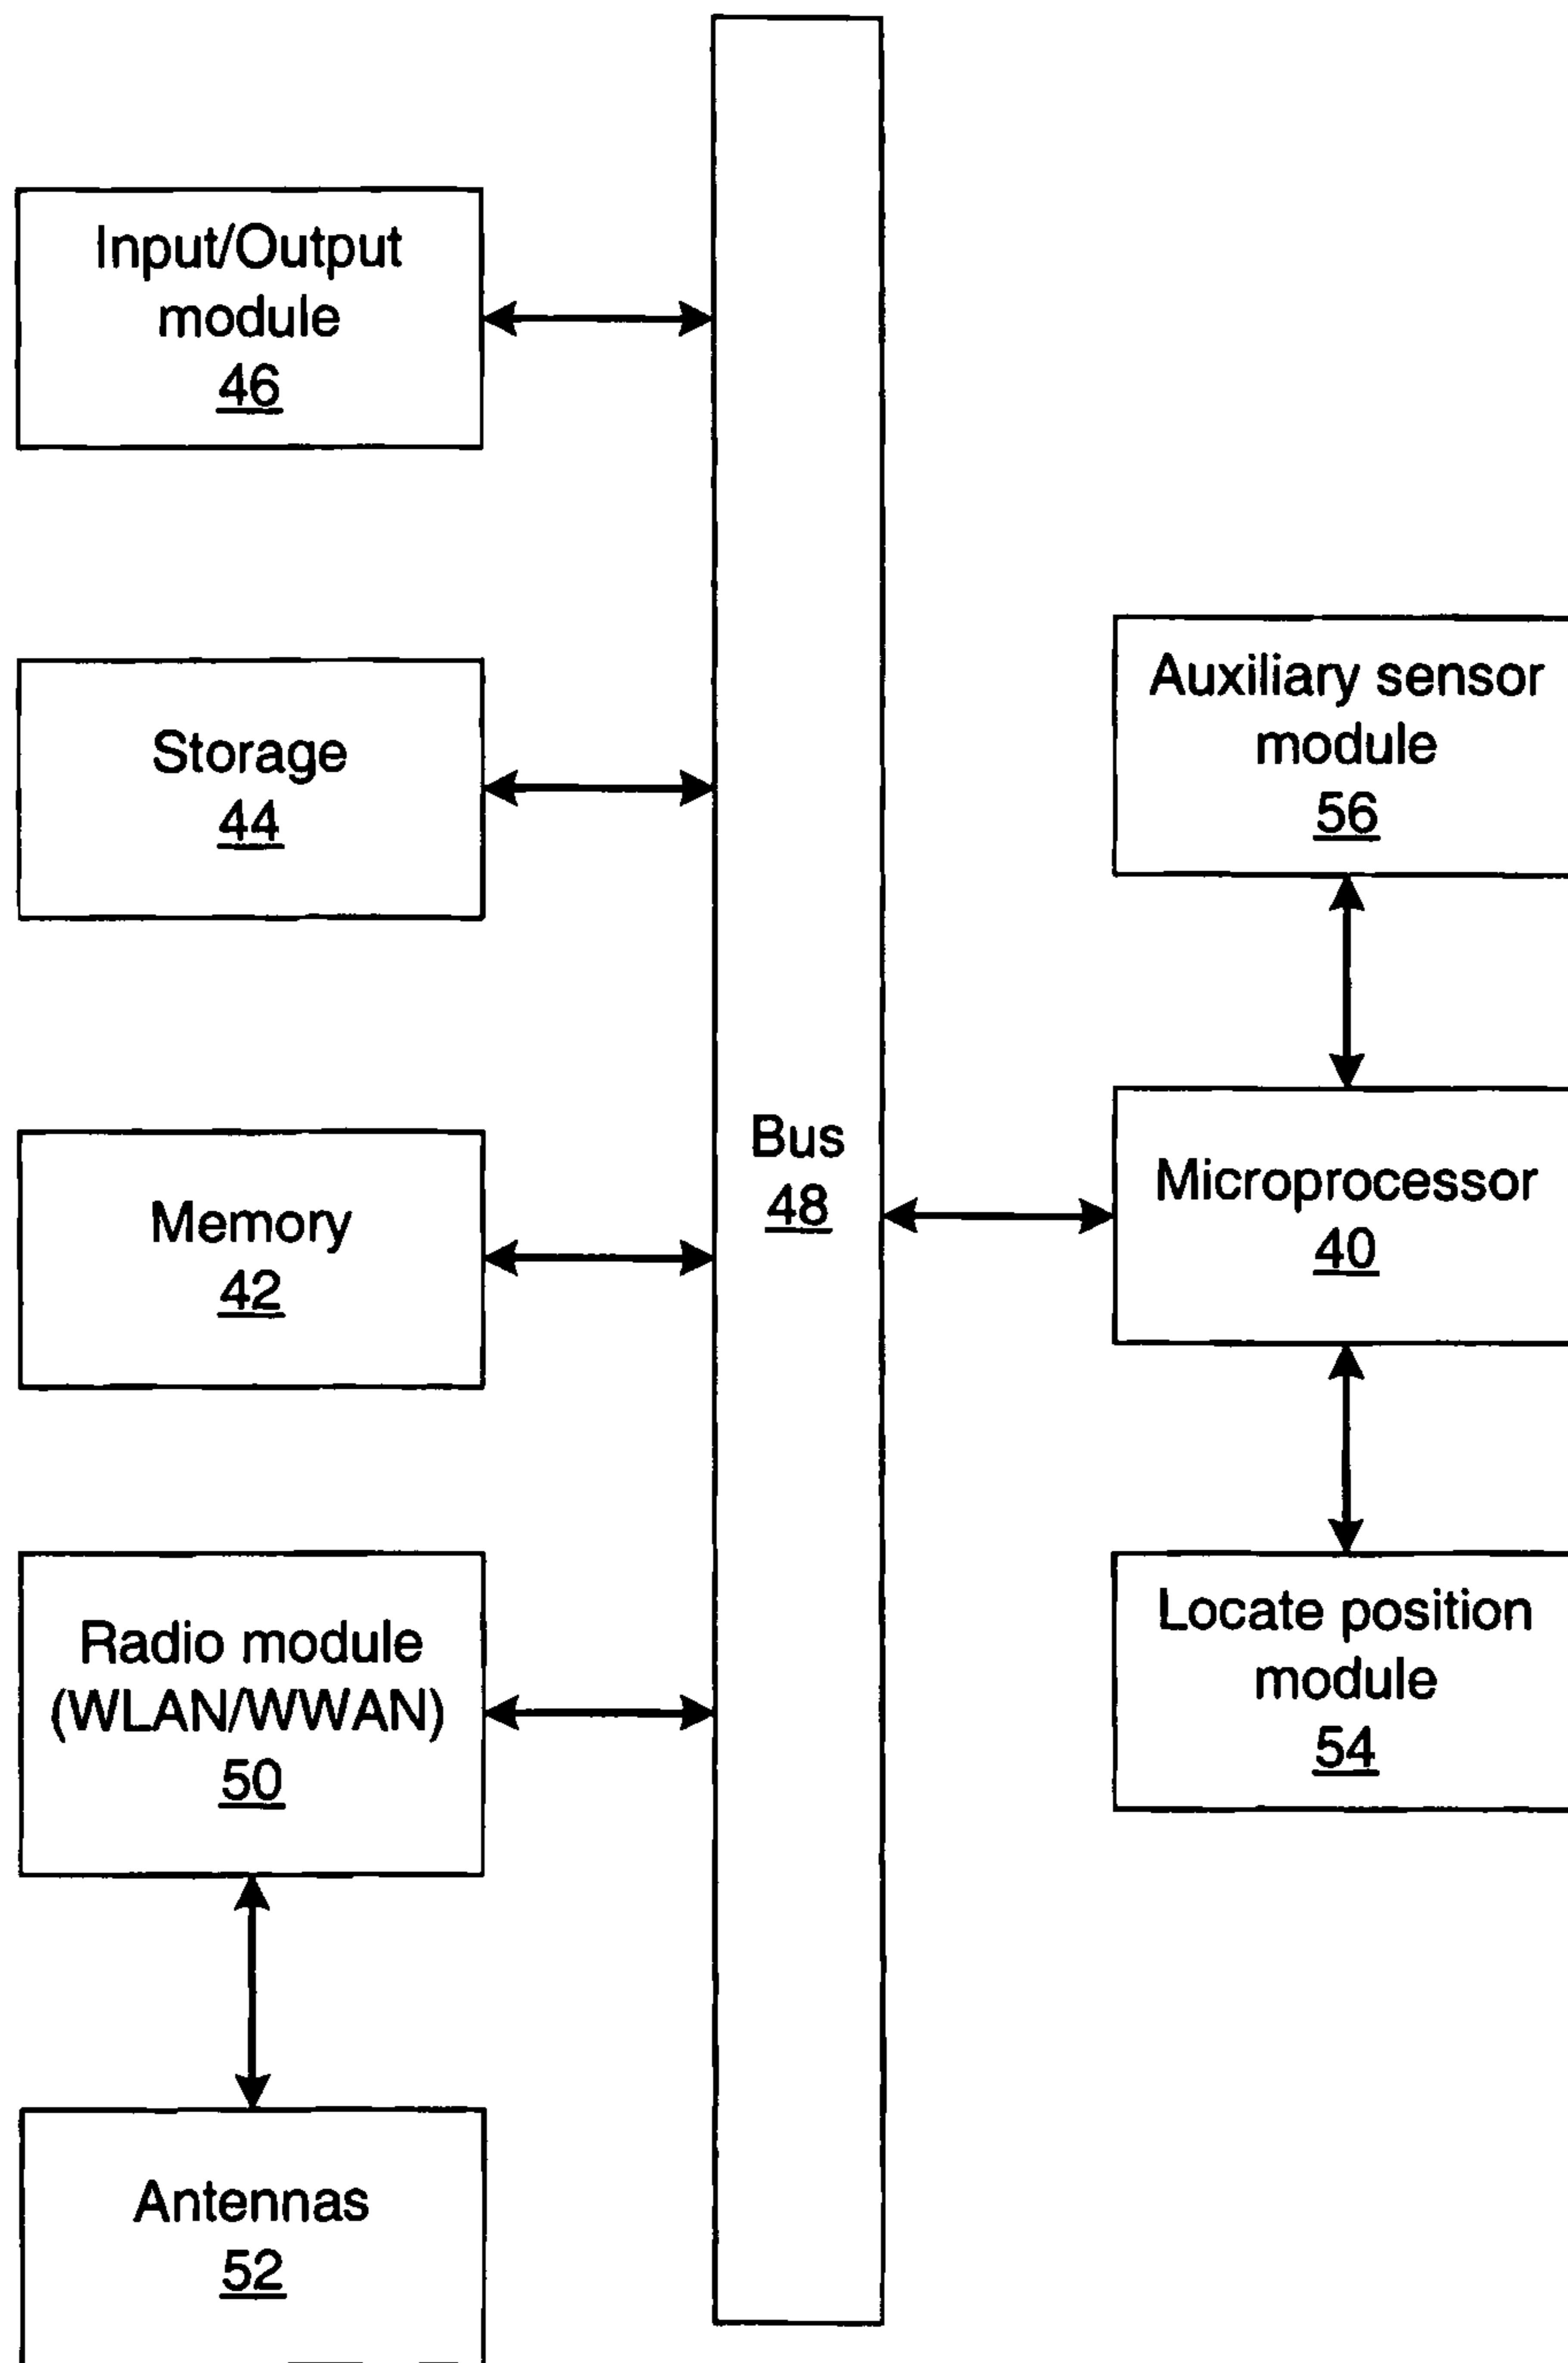 Input/Output
module
46
Storage
44
Memory
42
Radio module
(WLAN/WWAN)
50
Antennas
52
Bus
48
Auxiliary sensor
module
56
Microprocessor
40
Locate position
module
54